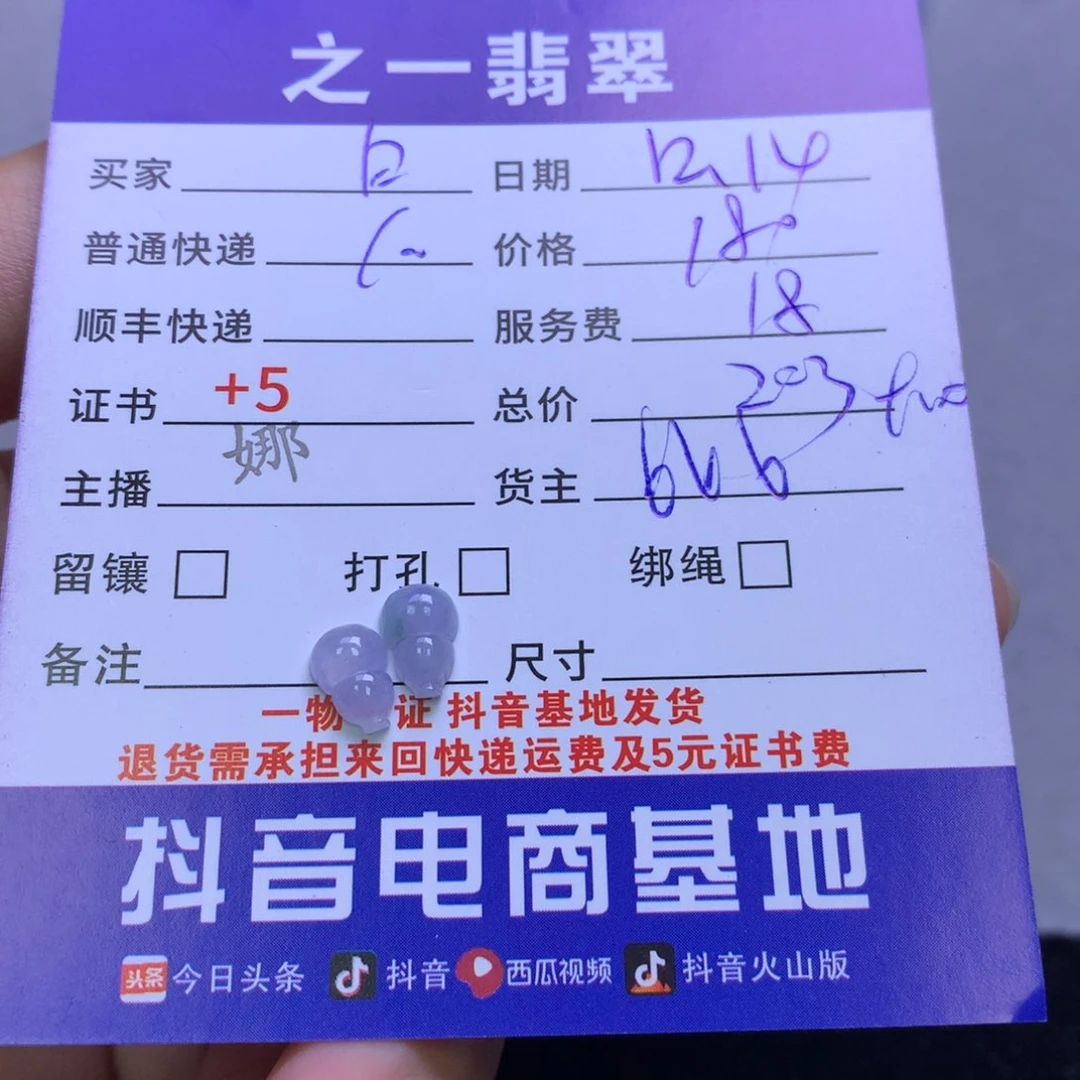 之一翡翠
买家 日期 12.14
普通快递 价格 180
顺丰快递 服务费 18
证书 +5 总价 203
主播 娜 货主 666
留镶 打孔 绑绳
备注 尺寸
一物 证 抖音基地发货
退货需承担来回快递运费及5元证书费
抖音电商基地
头条 今日头条 抖音 西瓜视频 抖音火山版